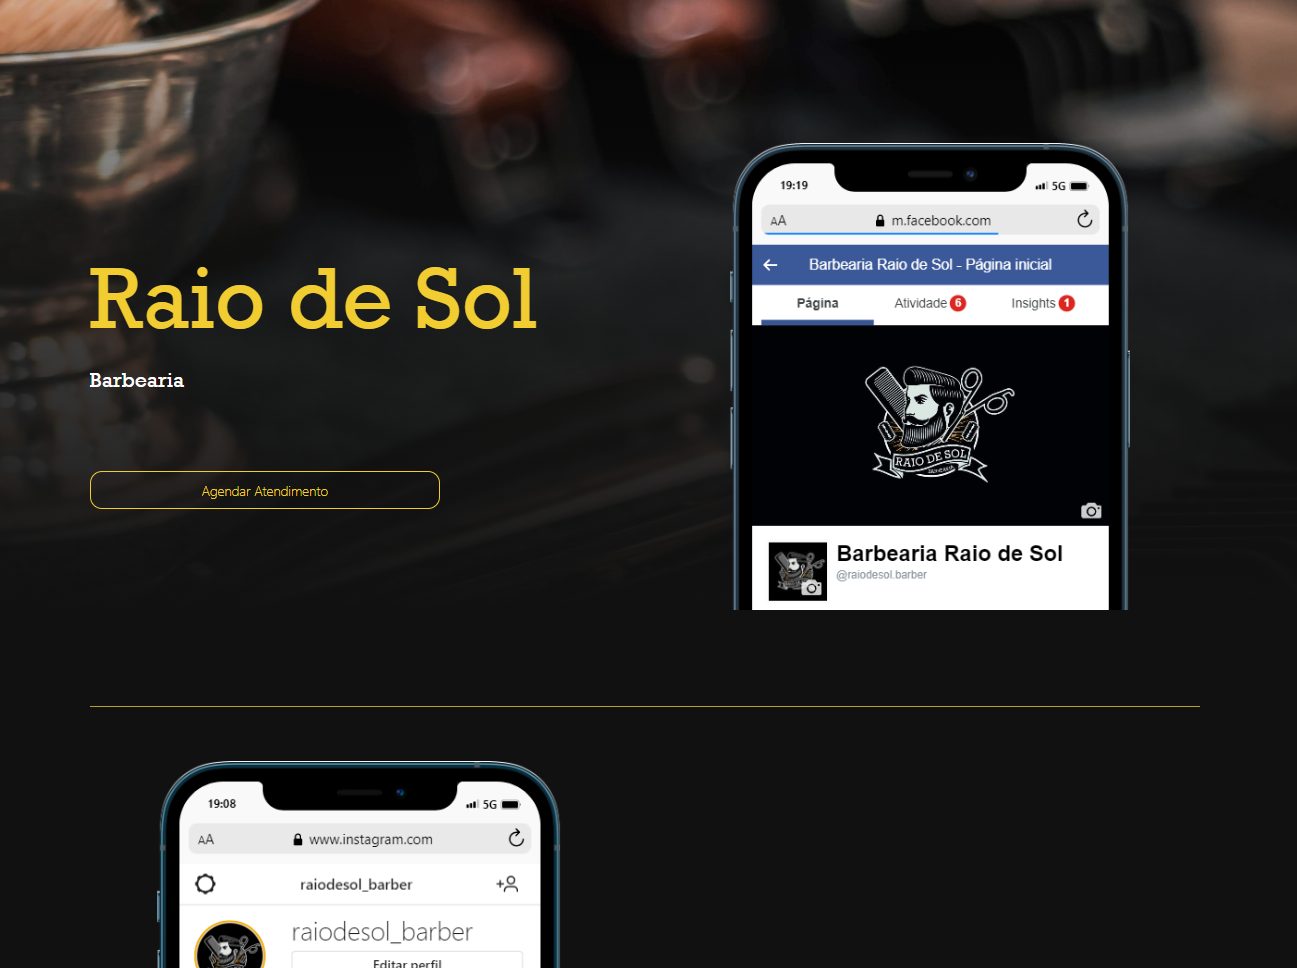 Raio de Sol
Barbearia
Agendar Atendimento
19:19
5G
AA
m.facebook.com
Barbearia Raio de Sol - Página inicial
Página
Atividade 6
Insights 1
RAIO DE SOL
Barbearia Raio de Sol
@raiodesol.barber
19:08
5G
AA
www.instagram.com
raiodesol_barber
raiodesol_barber
Editar perfil